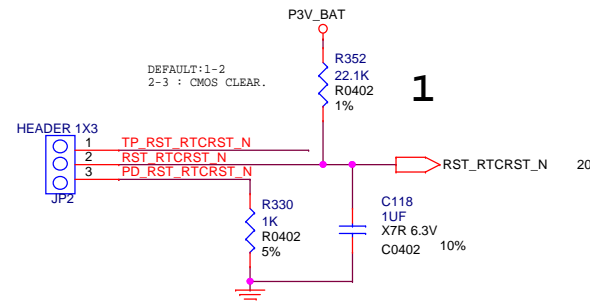 P3V_BAT
DEFAULT:1-2
2-3 : CMOS CLEAR.
R352
22.1K
R0402
1%
1
HEADER 1X3
1 TP_RST_RTCRST_N
2 RST_RTCRST_N
3 PD_RST_RTCRST_N
JP2
RST_RTCRST_N 20
R330
1K
R0402
5%
C118
1UF
X7R 6.3V
C0402 10%